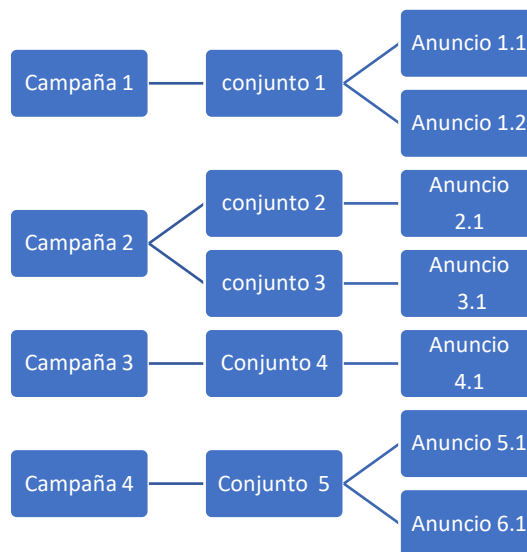 Campaña 1
conjunto 1
Anuncio 1.1
Anuncio 1.2
Campaña 2
conjunto 2
Anuncio
2.1
conjunto 3
Anuncio
3.1
Campaña 3
Conjunto 4
Anuncio
4.1
Campaña 4
Conjunto 5
Anuncio 5.1
Anuncio 6.1